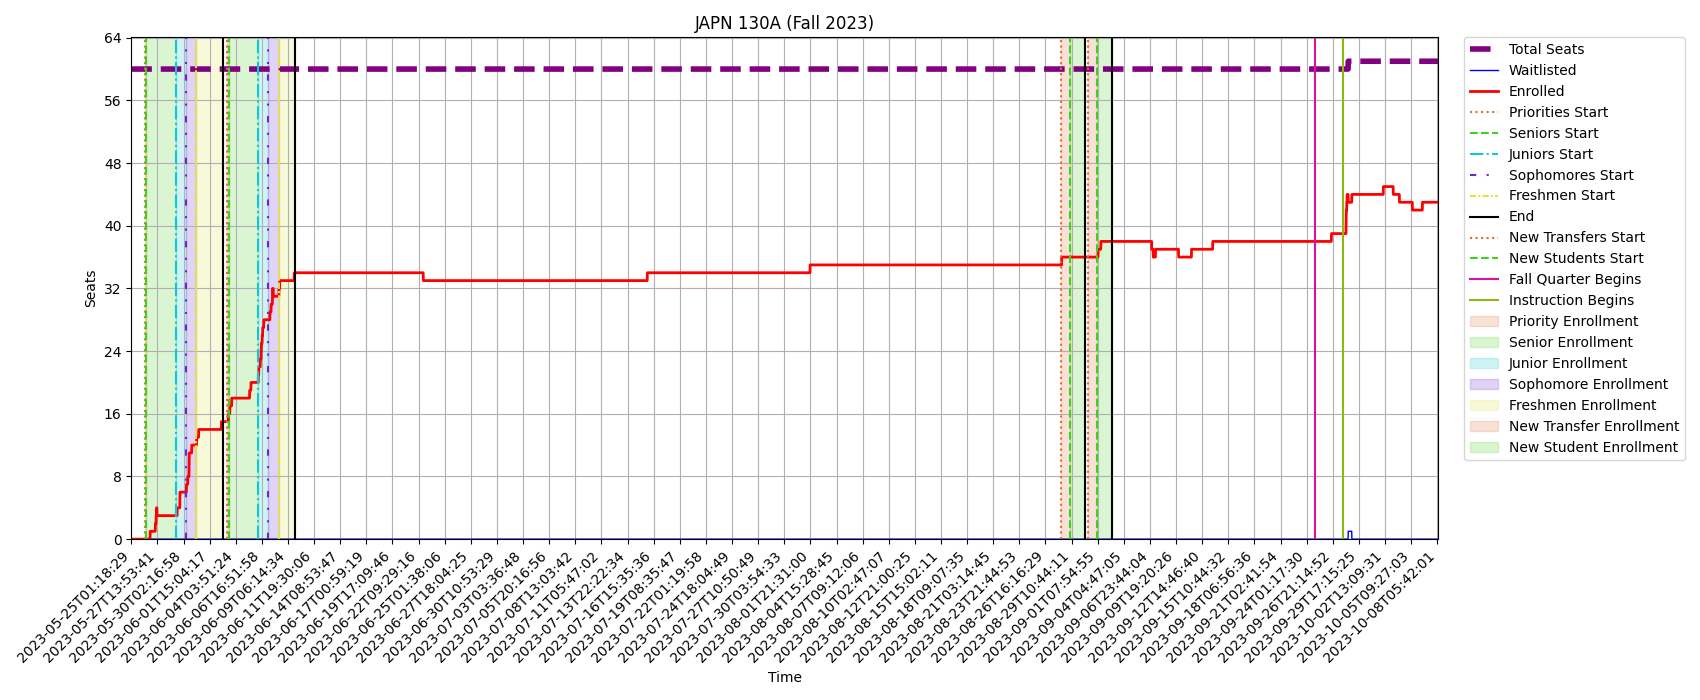 JAPN 130A (Fall 2023)
64
56
48
40
32
24
16
8
0
Seats
2023-05-25T01:18:29
2023-05-27T13:53:41
2023-05-30T02:16:58
2023-06-01T15:04:17
2023-06-04T03:51:24
2023-06-06T16:51:58
2023-06-09T06:14:34
2023-06-11T19:30:06
2023-06-14T08:53:47
2023-06-17T00:59:19
2023-06-19T17:09:46
2023-06-22T09:29:16
2023-06-25T01:38:06
2023-06-27T18:04:25
2023-06-30T10:53:29
2023-07-03T03:36:48
2023-07-05T20:16:56
2023-07-08T13:03:42
2023-07-11T05:47:02
2023-07-13T22:22:34
2023-07-16T15:35:36
2023-07-19T08:35:47
2023-07-22T01:19:58
2023-07-24T18:04:49
2023-07-27T10:50:49
2023-07-30T03:54:33
2023-08-01T21:31:00
2023-08-04T15:28:45
2023-08-07T09:12:06
2023-08-10T02:47:07
2023-08-12T21:00:25
2023-08-15T15:02:11
2023-08-18T09:07:35
2023-08-21T03:14:45
2023-08-23T21:44:53
2023-08-26T16:16:29
2023-08-29T10:44:11
2023-09-01T07:54:55
2023-09-04T04:47:05
2023-09-06T23:44:04
2023-09-09T19:20:26
2023-09-12T14:46:40
2023-09-15T10:44:32
2023-09-18T06:56:36
2023-09-21T02:41:54
2023-09-24T01:17:30
2023-09-26T21:14:52
2023-09-29T17:15:25
2023-10-02T13:09:31
2023-10-05T09:27:03
2023-10-08T05:42:01
Time
Total Seats
Waitlisted
Enrolled
Priorities Start
Seniors Start
Juniors Start
Sophomores Start
Freshmen Start
End
New Transfers Start
New Students Start
Fall Quarter Begins
Instruction Begins
Priority Enrollment
Senior Enrollment
Junior Enrollment
Sophomore Enrollment
Freshmen Enrollment
New Transfer Enrollment
New Student Enrollment